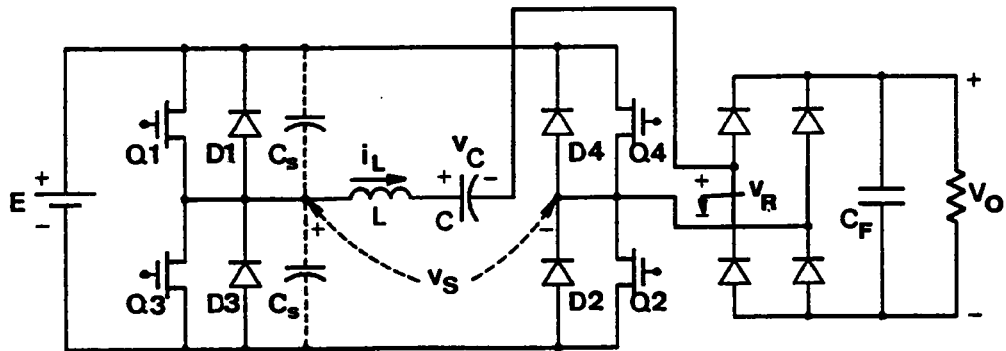 E
+
-
Q1
D1
Cs
Q3
D3
Cs
iL
L
+
vC
-
C
+
vS
-
D4
Q4
D2
Q2
+
vR
-
CF
+
VO
-